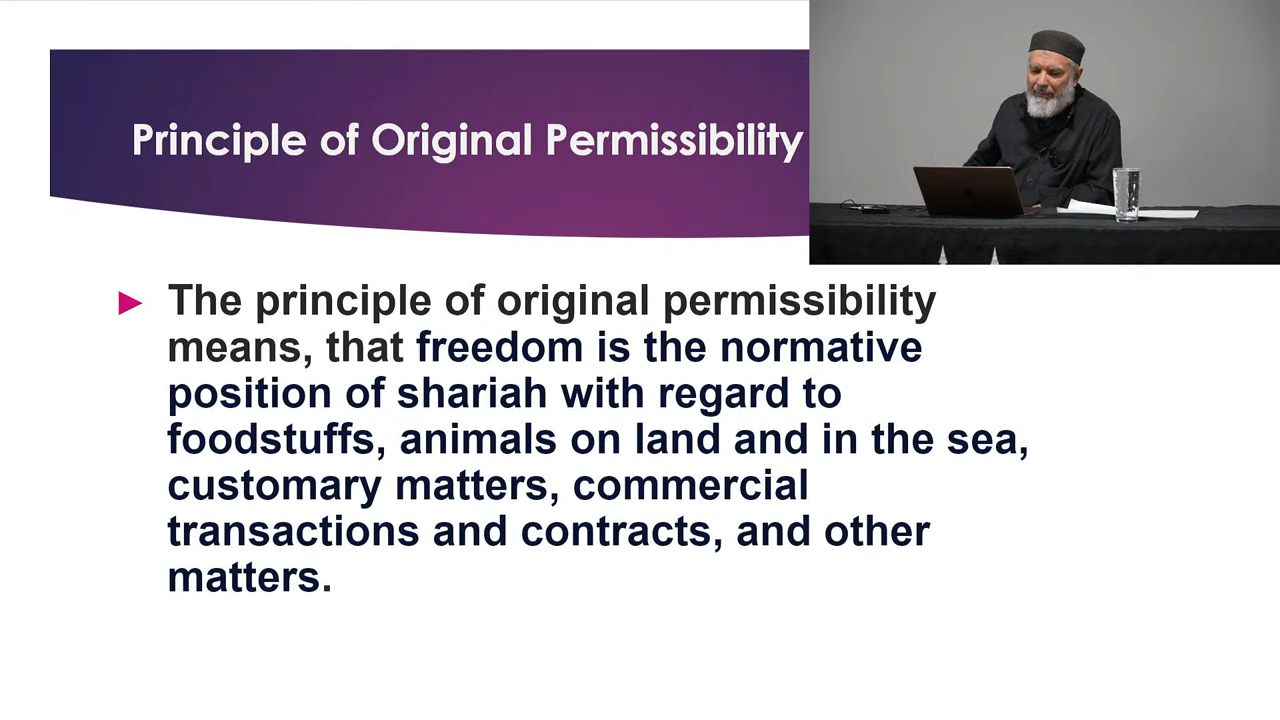 Principle of Original Permissibility
► The principle of original permissibility
means, that freedom is the normative
position of shariah with regard to
foodstuffs, animals on land and in the sea,
customary matters, commercial
transactions and contracts, and other
matters.